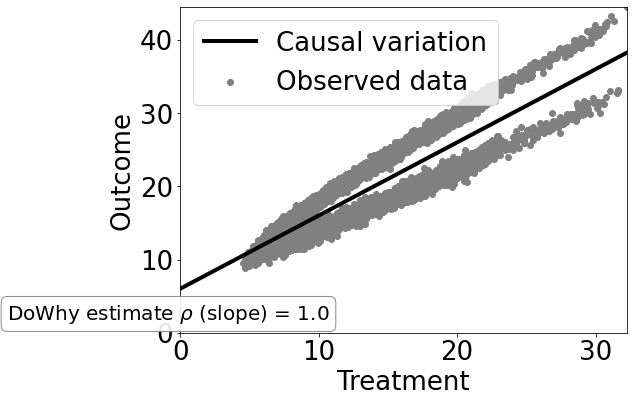 Causal variation
Observed data
40
30
20
10
0
Outcome
DoWhy estimate ρ (slope) = 1.0
0
10
20
30
Treatment